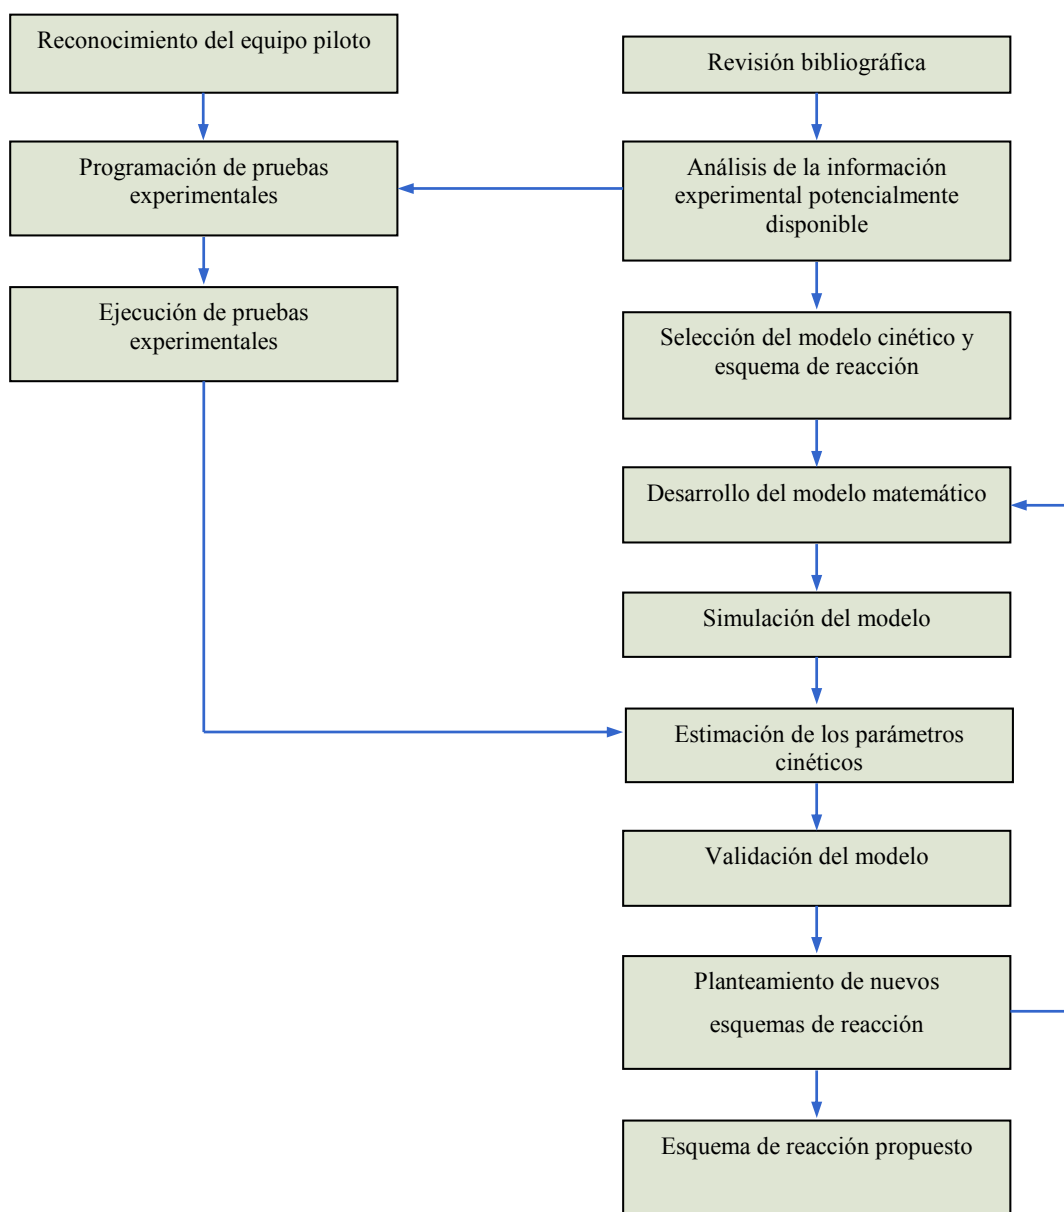 Reconocimiento del equipo piloto
Programación de pruebas
experimentales
Ejecución de pruebas
experimentales
Revisión bibliográfica
Análisis de la información
experimental potencialmente
disponible
Selección del modelo cinético y
esquema de reacción
Desarrollo del modelo matemático
Simulación del modelo
Estimación de los parámetros
cinéticos
Validación del modelo
Planteamiento de nuevos
esquemas de reacción
Esquema de reacción propuesto